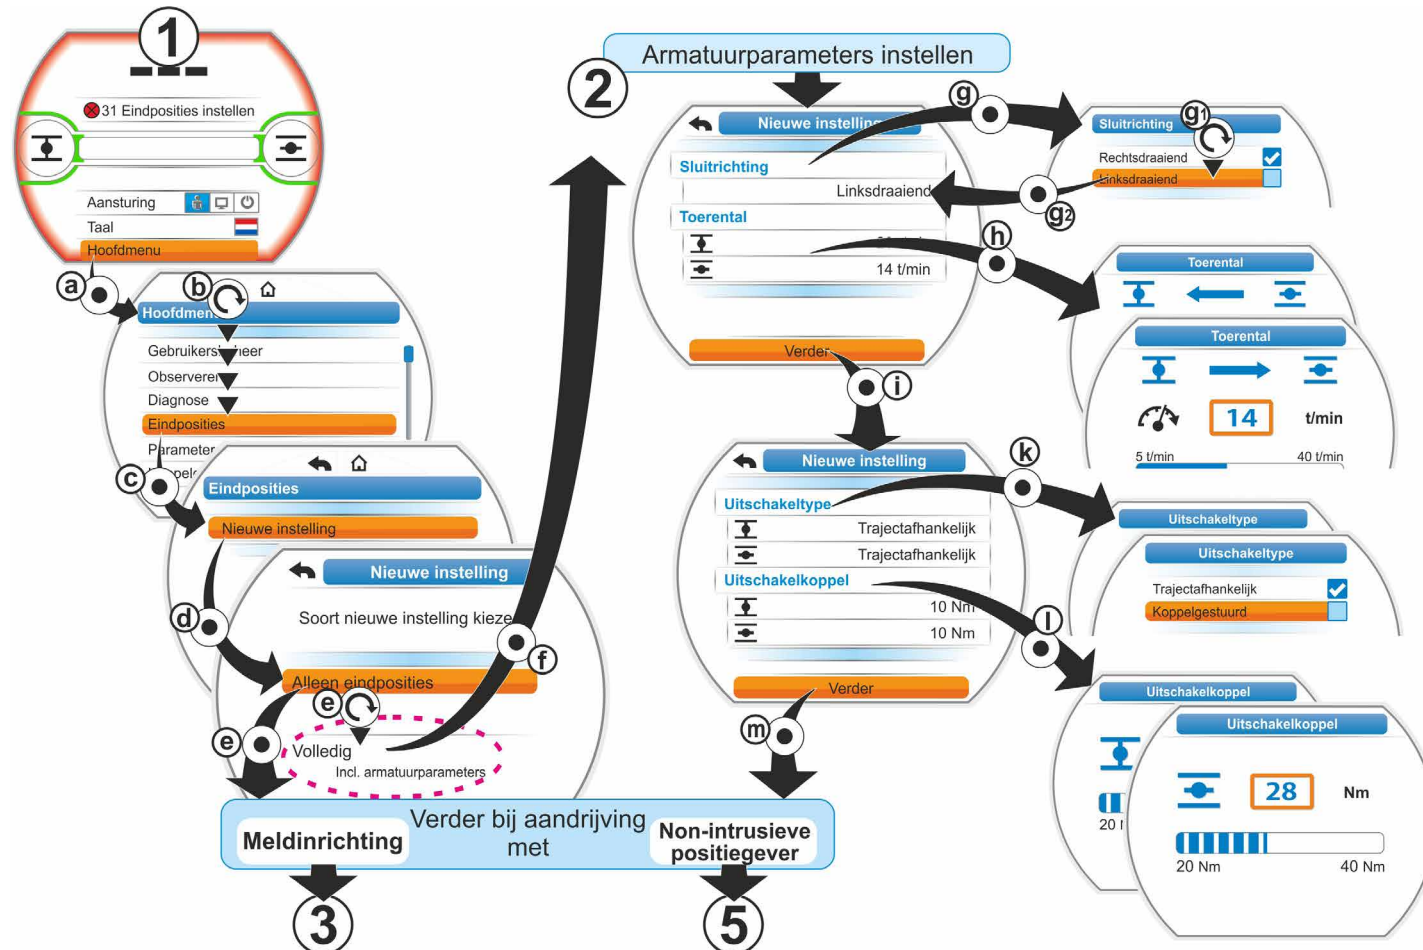 1
31 Eindposities instellen
Aansturing
Taal
Hoofdmenu
a
b
Hoofdmenu
Observeren
Diagnose
Eindposities
Parameter
c
Eindposities
Nieuwe instelling
d
Nieuwe instelling
Soort nieuwe instelling kieze
f
Alleen eindposities
e
e
Volledig
Incl. armatuurparameters
Verder bij aandrijving
met
Meldinrichting
Non-intrusieve
positiegever
3
5
2
Armatuurparameters instellen
Nieuwe instelling
g
Sluitrichting
Linksdraaiend
Toerental
14 t/min
Verder
g1
Sluitrichting
Rechtsdraaiend
Linksdraaiend
g2
h
Toerental
Toerental
14
t/min
5 t/min
40 t/min
i
Nieuwe instelling
k
Uitschakeltype
Trajectafhankelijk
Trajectafhankelijk
Uitschakelkoppel
10 Nm
10 Nm
l
Verder
m
Uitschakeltype
Uitschakeltype
Trajectafhankelijk
Koppelgestuurd
Uitschakelkoppel
20
Uitschakelkoppel
28
Nm
20 Nm
40 Nm